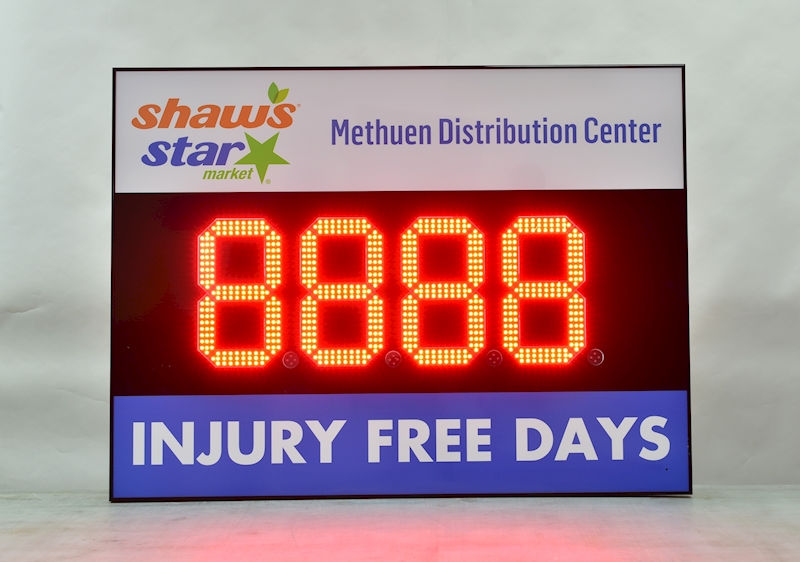 shaw's®
star
market®
Methuen Distribution Center
8888
INJURY FREE DAYS